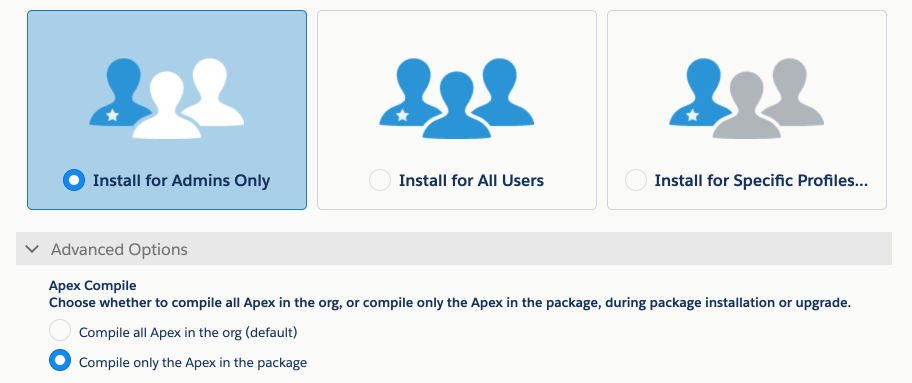 Install for Admins Only
Install for All Users
Install for Specific Profiles...
Advanced Options
Apex Compile
Choose whether to compile all Apex in the org, or compile only the Apex in the package, during package installation or upgrade.
Compile all Apex in the org (default)
Compile only the Apex in the package